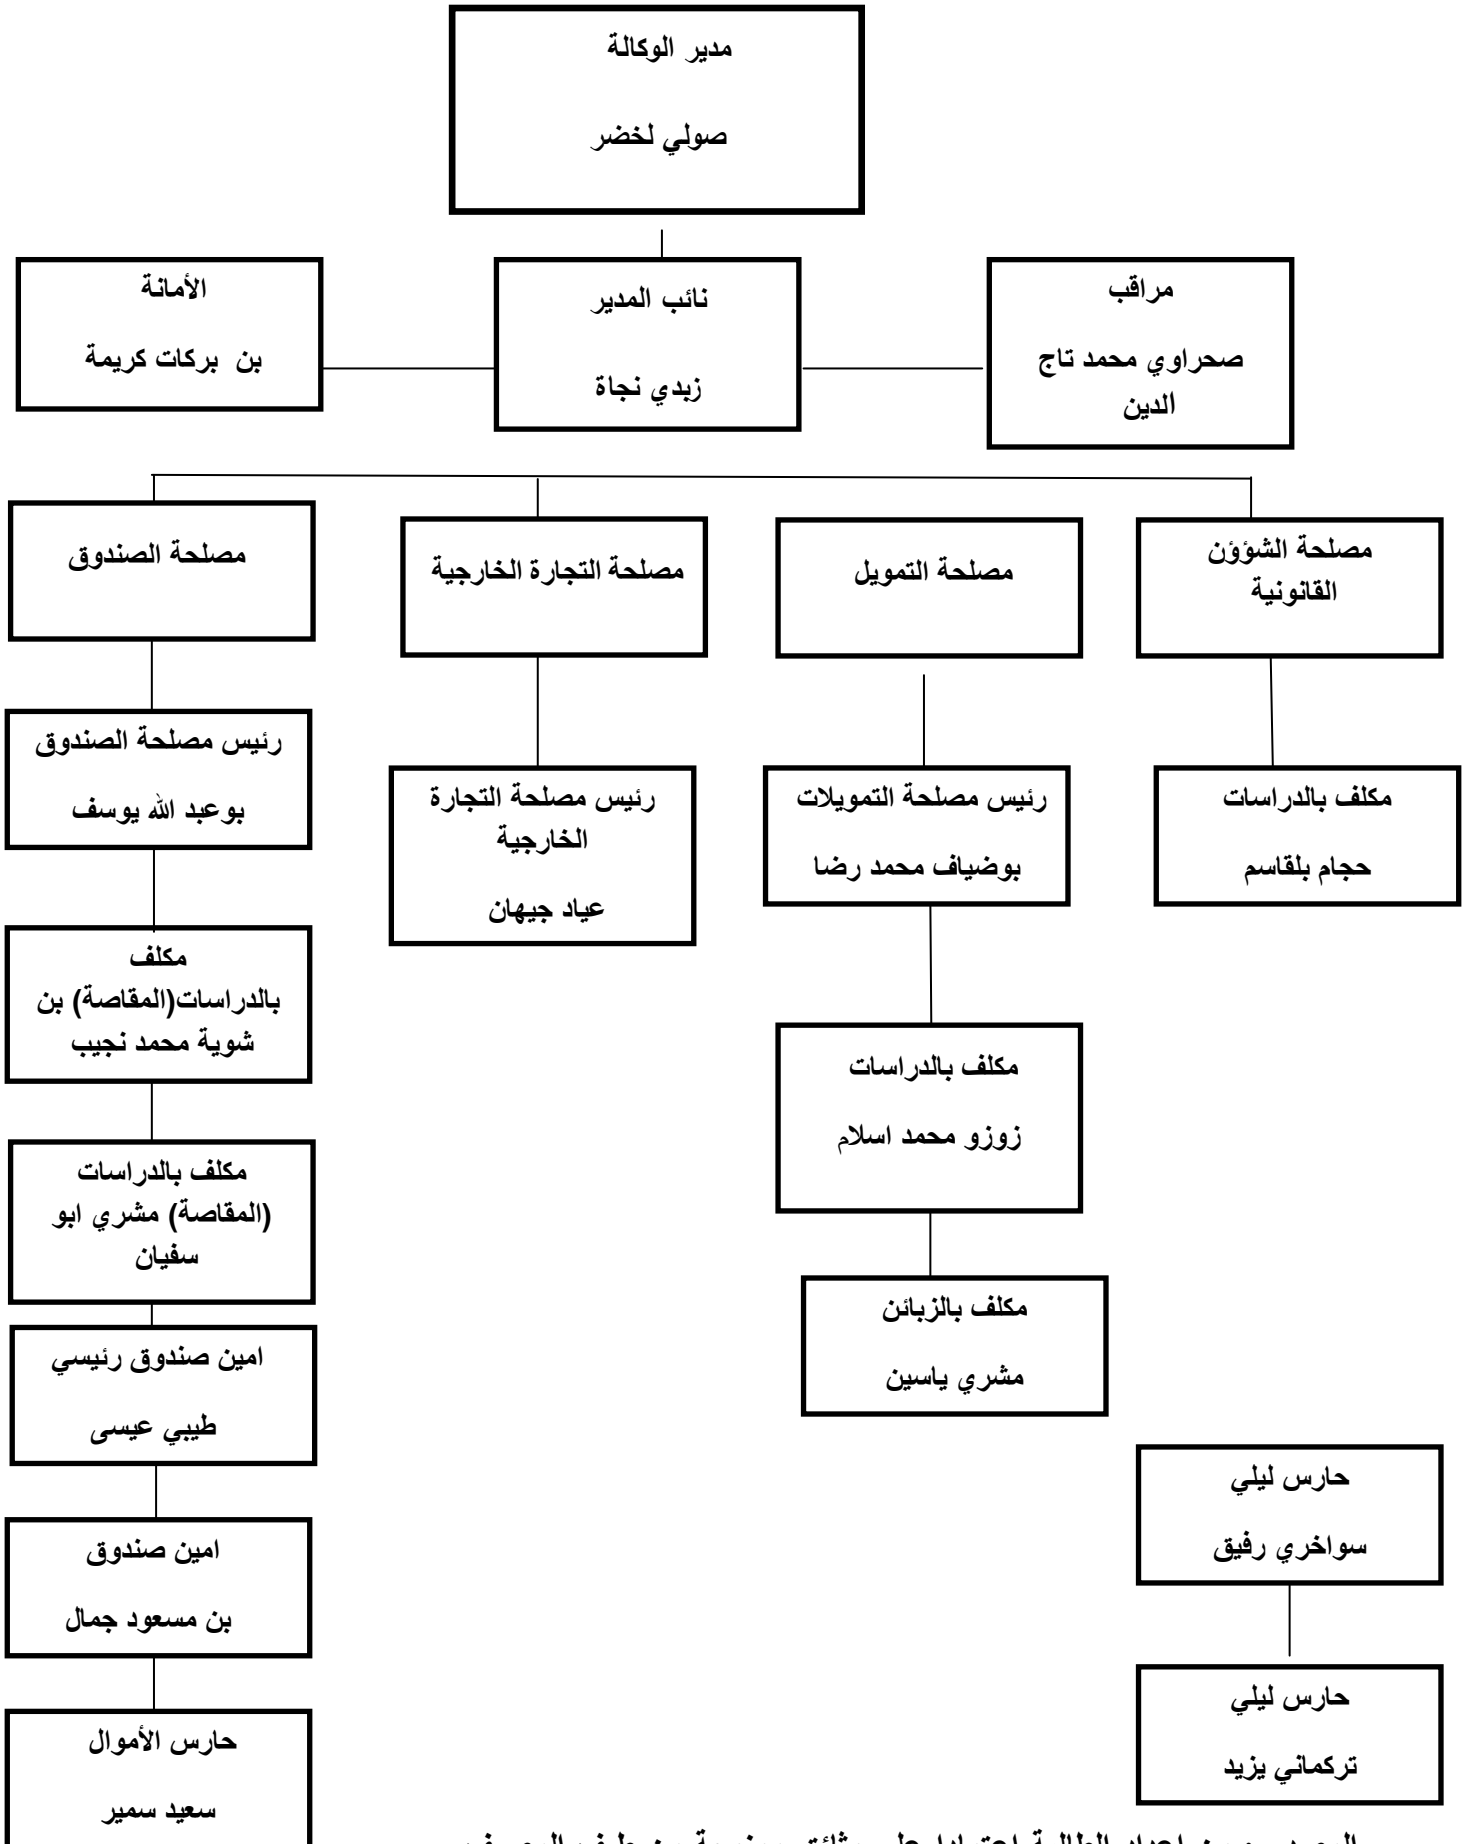 مدير الوكالة
صولي لخضر
مراقب
صحراوي محمد تاج
الدين
نائب المدير
زبدي نجاة
الأمانة
بن بركات كريمة
مصلحة الشؤؤن
القانونية
مصلحة التمويل
مصلحة التجارة الخارجية
مصلحة الصندوق
مكلف بالدراسات
حجام بلقاسم
رئيس مصلحة التمويلات
بوضياف محمد رضا
رئيس مصلحة التجارة
الخارجية
عياد جيهان
رئيس مصلحة الصندوق
بوعبد الله يوسف
مكلف
بالدراسات(المقاصة) بن
شوية محمد نجيب
مكلف بالدراسات
زوزو محمد اسلام
مكلف بالدراسات
(المقاصة) مشري ابو
سفيان
مكلف بالزبائن
مشري ياسين
امين صندوق رئيسي
طيبي عيسى
حارس ليلي
سواخري رفيق
امين صندوق
بن مسعود جمال
حارس ليلي
تركماني يزيد
حارس الأموال
سعيد سمير